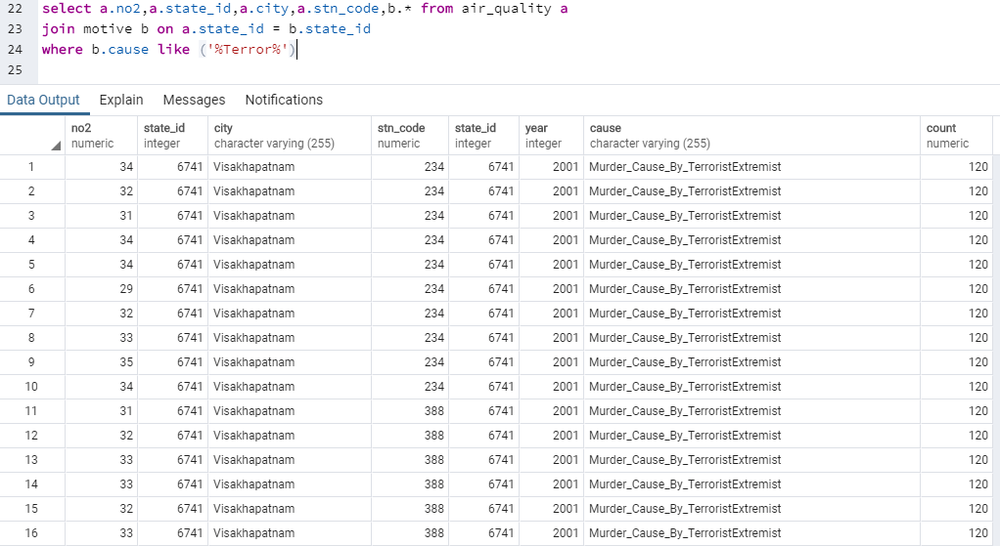 22 select a.no2,a.state_id,a.city,a.stn_code,b.* from air_quality a
23 join motive b on a.state_id = b.state_id
24 where b.cause like ('%Terror%')
25
Data Output Explain Messages Notifications
no2 state_id city stn_code state_id year cause count
numeric integer character varying (255) numeric integer integer character varying (255) numeric
1 34 6741 Visakhapatnam 234 6741 2001 Murder_Cause_By_TerroristExtremist 120
2 32 6741 Visakhapatnam 234 6741 2001 Murder_Cause_By_TerroristExtremist 120
3 31 6741 Visakhapatnam 234 6741 2001 Murder_Cause_By_TerroristExtremist 120
4 34 6741 Visakhapatnam 234 6741 2001 Murder_Cause_By_TerroristExtremist 120
5 34 6741 Visakhapatnam 234 6741 2001 Murder_Cause_By_TerroristExtremist 120
6 29 6741 Visakhapatnam 234 6741 2001 Murder_Cause_By_TerroristExtremist 120
7 32 6741 Visakhapatnam 234 6741 2001 Murder_Cause_By_TerroristExtremist 120
8 33 6741 Visakhapatnam 234 6741 2001 Murder_Cause_By_TerroristExtremist 120
9 35 6741 Visakhapatnam 234 6741 2001 Murder_Cause_By_TerroristExtremist 120
10 34 6741 Visakhapatnam 234 6741 2001 Murder_Cause_By_TerroristExtremist 120
11 31 6741 Visakhapatnam 388 6741 2001 Murder_Cause_By_TerroristExtremist 120
12 32 6741 Visakhapatnam 388 6741 2001 Murder_Cause_By_TerroristExtremist 120
13 33 6741 Visakhapatnam 388 6741 2001 Murder_Cause_By_TerroristExtremist 120
14 33 6741 Visakhapatnam 388 6741 2001 Murder_Cause_By_TerroristExtremist 120
15 32 6741 Visakhapatnam 388 6741 2001 Murder_Cause_By_TerroristExtremist 120
16 33 6741 Visakhapatnam 388 6741 2001 Murder_Cause_By_TerroristExtremist 120